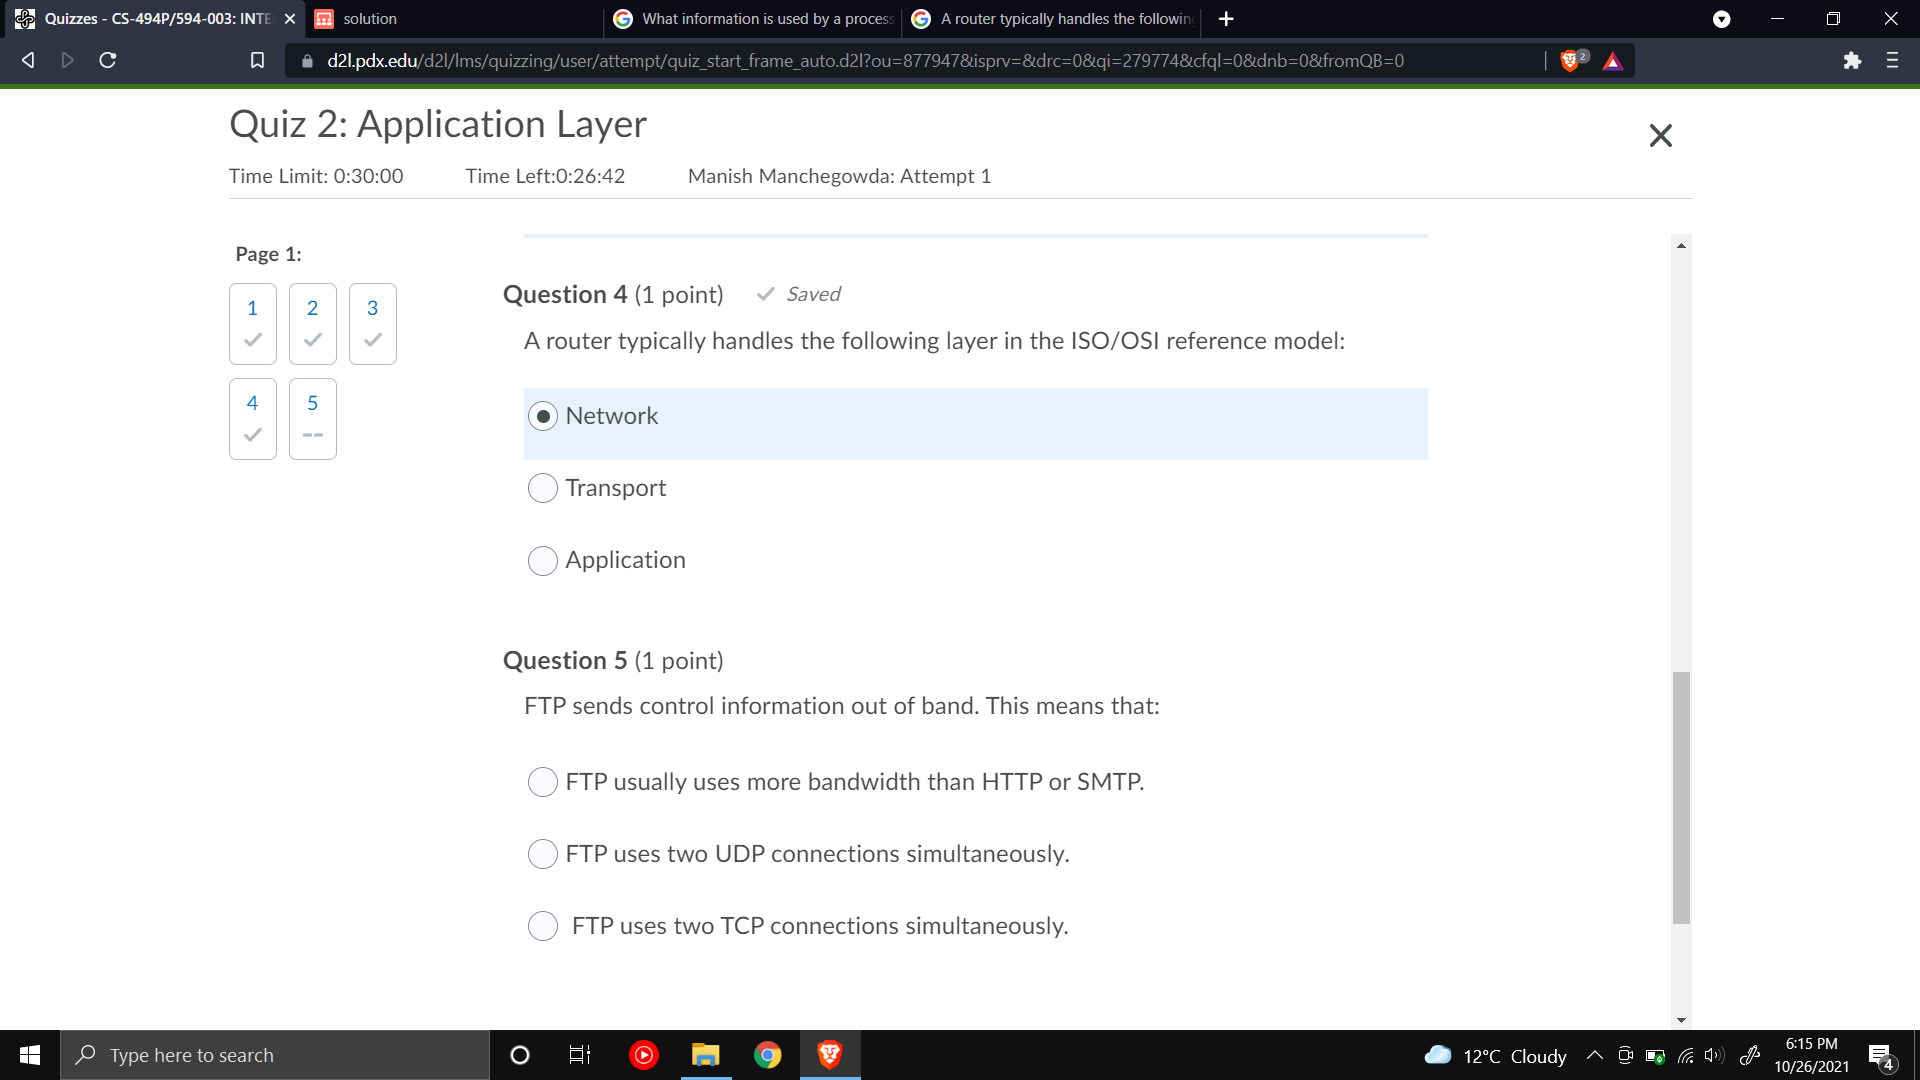 Quizzes - CS-494P/594-003: INTE
solution
What information is used by a process
A router typically handles the followin
d2l.pdx.edu/d2l/lms/quizzing/user/attempt/quiz_start_frame_auto.d2l?ou=877947&isprv=&drc=0&qi=279774&cfql=0&dnb=0&fromQB=0
2
Quiz 2: Application Layer
Time Limit: 0:30:00
Time Left:0:26:42
Manish Manchegowda: Attempt 1
Page 1:
1
2
3
4
5
--
Question 4 (1 point)
Saved
A router typically handles the following layer in the ISO/OSI reference model:
Network
Transport
Application
Question 5 (1 point)
FTP sends control information out of band. This means that:
FTP usually uses more bandwidth than HTTP or SMTP.
FTP uses two UDP connections simultaneously.
FTP uses two TCP connections simultaneously.
Type here to search
12°C Cloudy
6:15 PM
10/26/2021
4